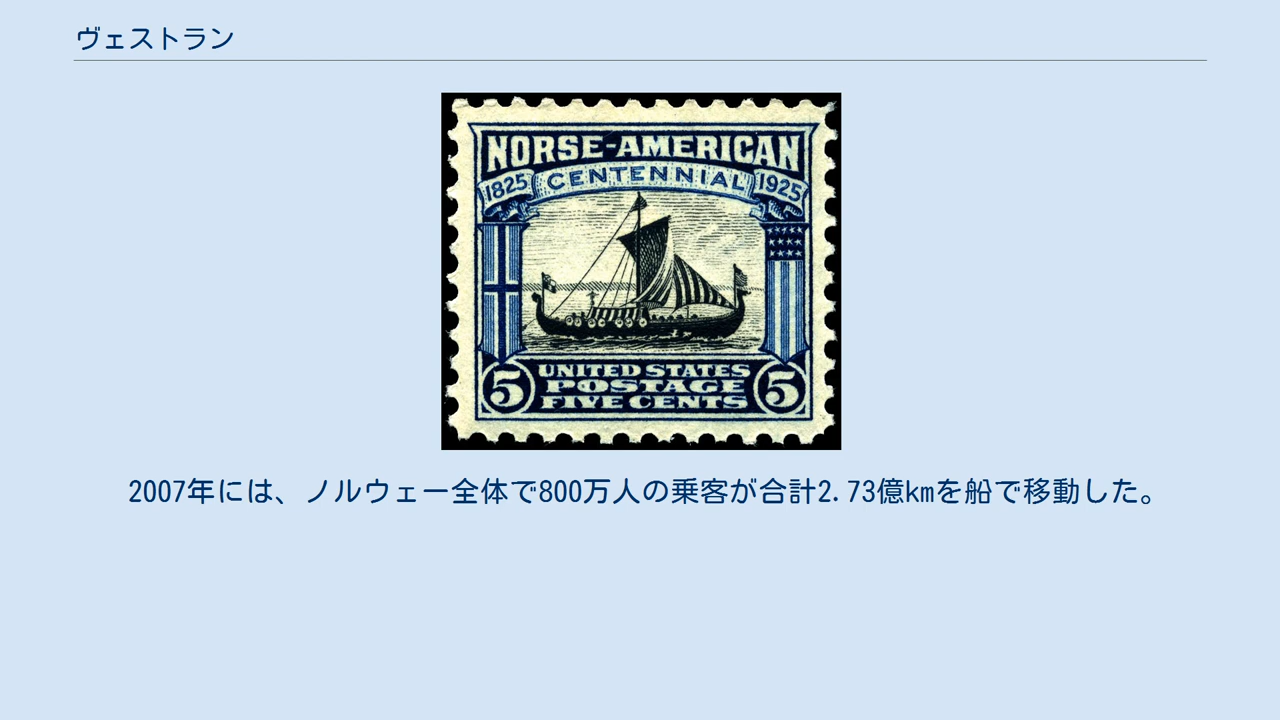 ヴェストラン
NORSE-AMERICAN
1825 CENTENNIAL 1925
5 UNITED STATES 5
POSTAGE
FIVE CENTS
2007年には、ノルウェー全体で800万人の乗客が合計2.73億kmを船で移動した。